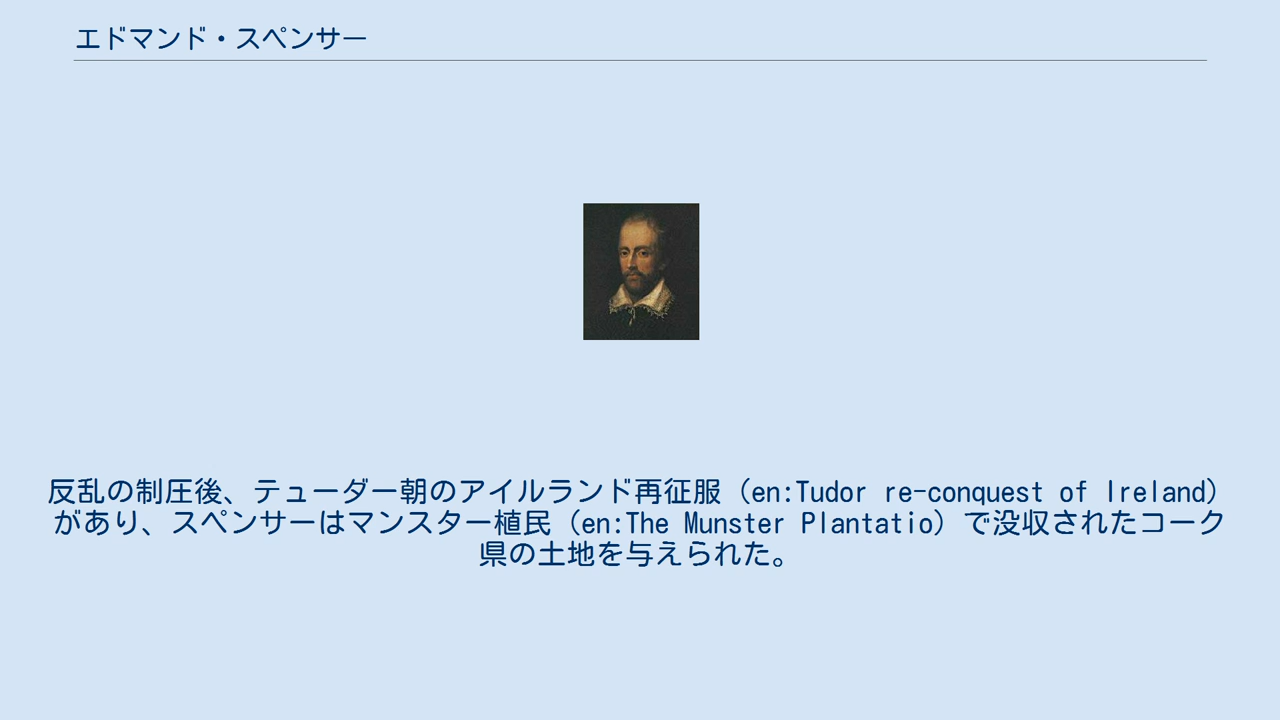 エドマンド・スペンサー
反乱の制圧後、テューダー朝のアイルランド再征服（en:Tudor re-conquest of Ireland）
があり、スペンサーはマンスター植民（en:The Munster Plantatio）で没収されたコーク
県の土地を与えられた。